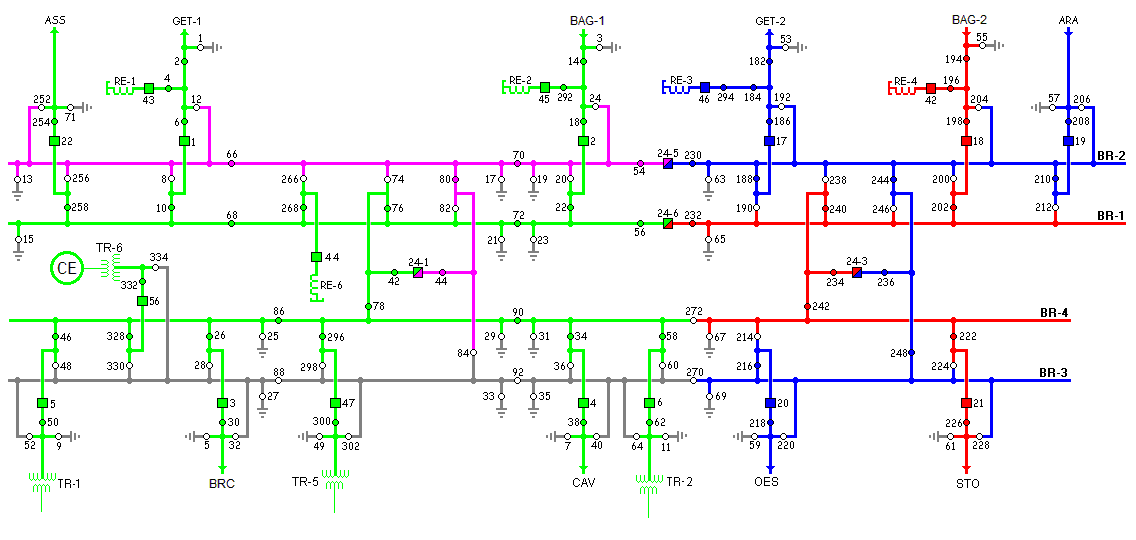 ASS GET-1 BAG-1 GET-2 BAG-2 ARA
1 3 53 55
2 14 182 194
RE-1 4 RE-2 RE-3 RE-4 196
43 45 292 46 294 184 42
252 71 12 24 192 204 57 206
254 6 18 186 198 208
22 1 2 17 18 19
66 70 24-5 230 BR-2
54
13 256 8 266 74 80 17 19 20 63 188 238 244 200 210
258 10 268 76 82 22 190 240 246 202 212
68 72 24-6 232 BR-1
56
15 21 23 65
TR-6 334 44 24-1 24-3
CE 332 42 44 234 236
56 RE-6
78 242
86 90 272 BR-4
46 328 26 25 296 29 31 34 58 67 214 222
84 248
48 330 28 298 36 60 216 224
88 92 270 BR-3
27 33 35 69
5 3 47 4 6 20 21
50 30 300 38 62 218 226
52 9 5 32 49 302 7 40 64 11 59 220 61 228
TR-1 BRC TR-5 CAV TR-2 OES STO